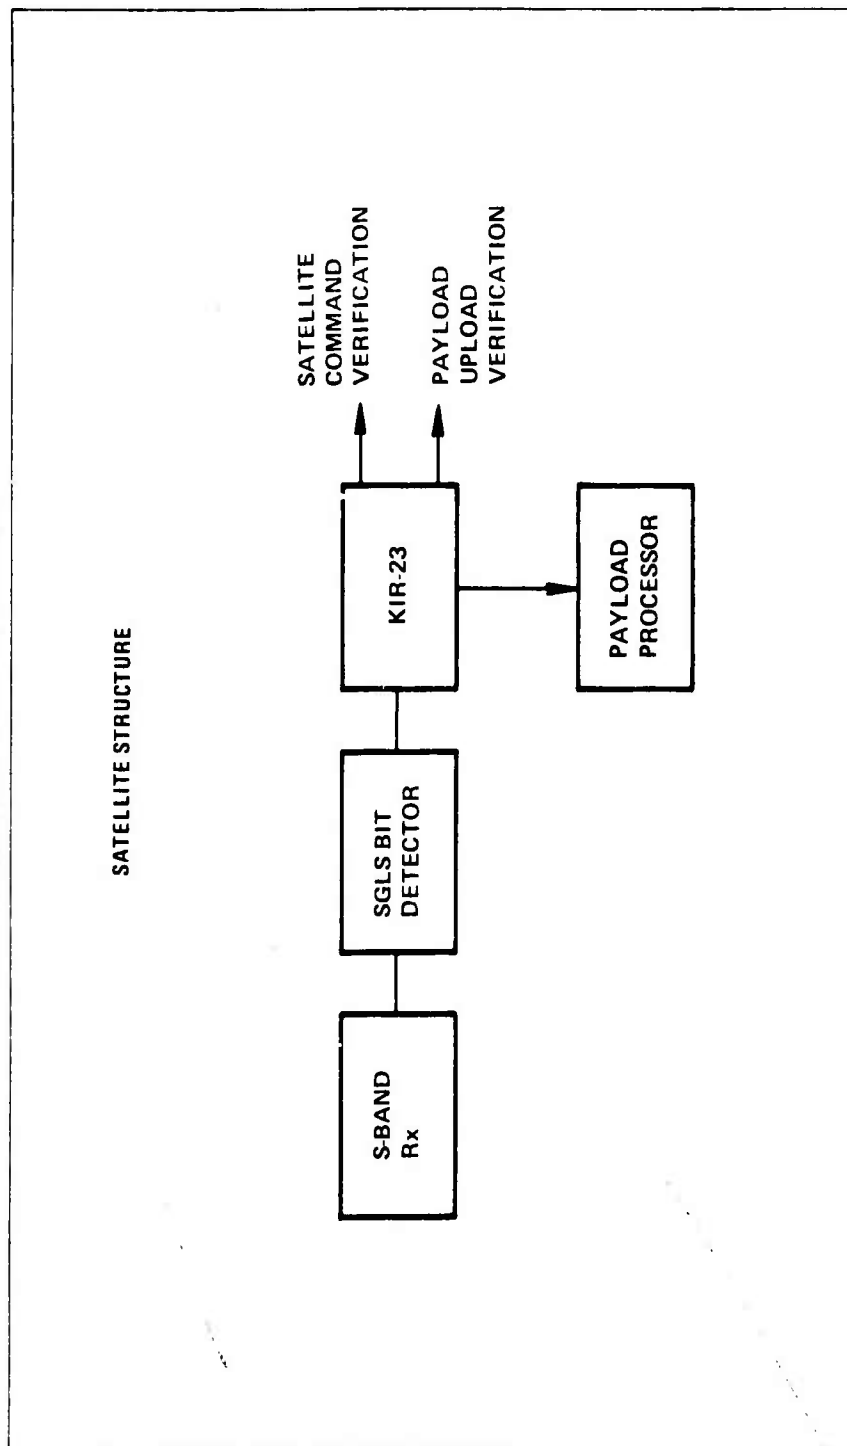 SATELLITE STRUCTURE
S-BAND
Rx
SGLS BIT
DETECTOR
KIR-23
SATELLITE
COMMAND
VERIFICATION
PAYLOAD
UPLOAD
VERIFICATION
PAYLOAD
PROCESSOR